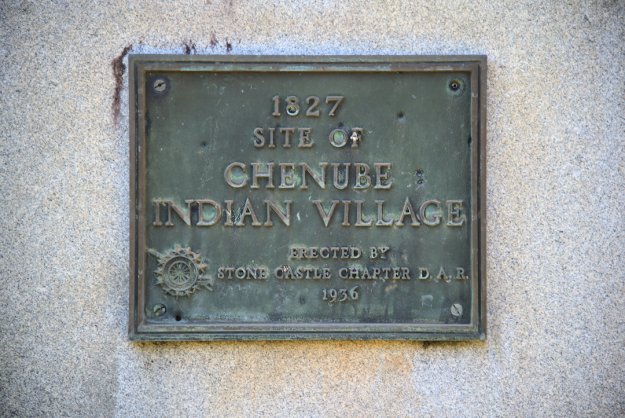 1827
SITE OF
CHENUBE
INDIAN VILLAGE
ERECTED BY
STONE CASTLE CHAPTER D.A.R.
1936